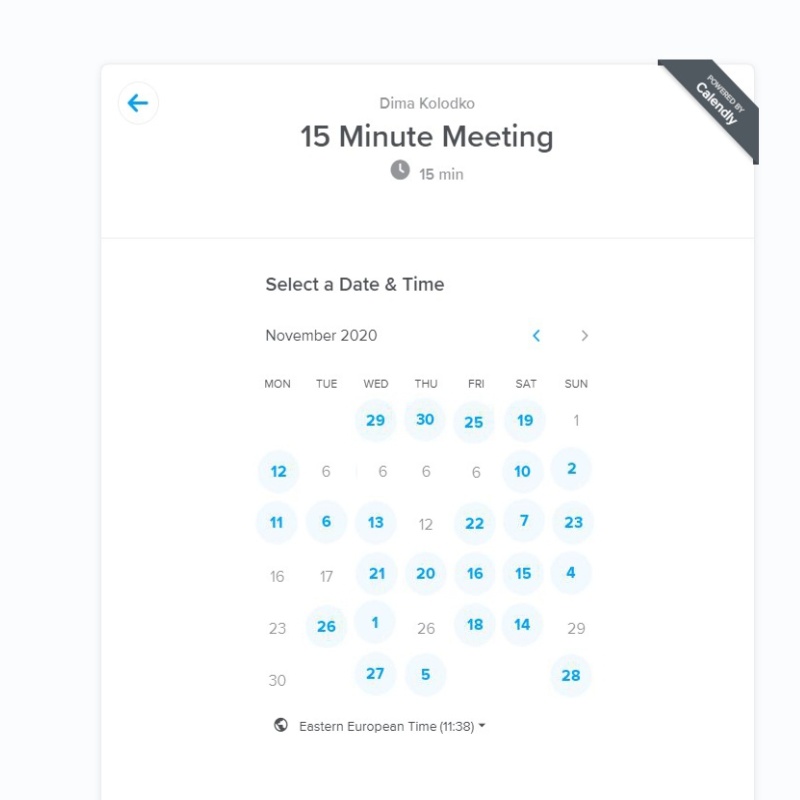 POWERED BY
Calendly
Dima Kolodko
15 Minute Meeting
15 min
Select a Date & Time
November 2020
MON TUE WED THU FRI SAT SUN
29 30 25 19 1
12 6 6 6 6 10 2
11 6 13 12 22 7 23
16 17 21 20 16 15 4
23 26 1 26 18 14 29
30 27 5 28
Eastern European Time (11:38)